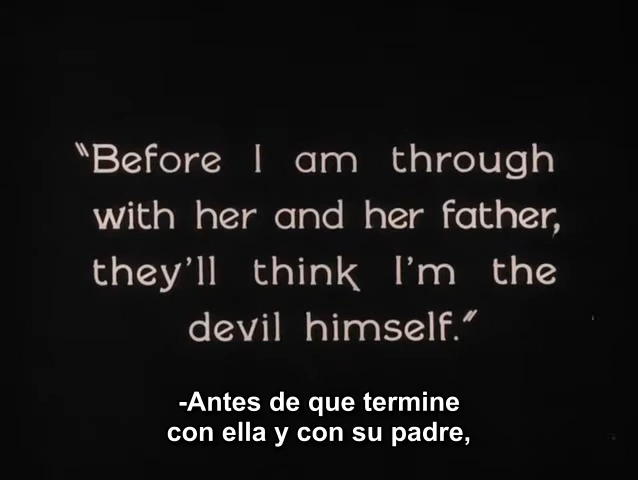 "Before I am through
with her and her father,
they'll think I'm the
devil himself."
-Antes de que termine
con ella y con su padre,